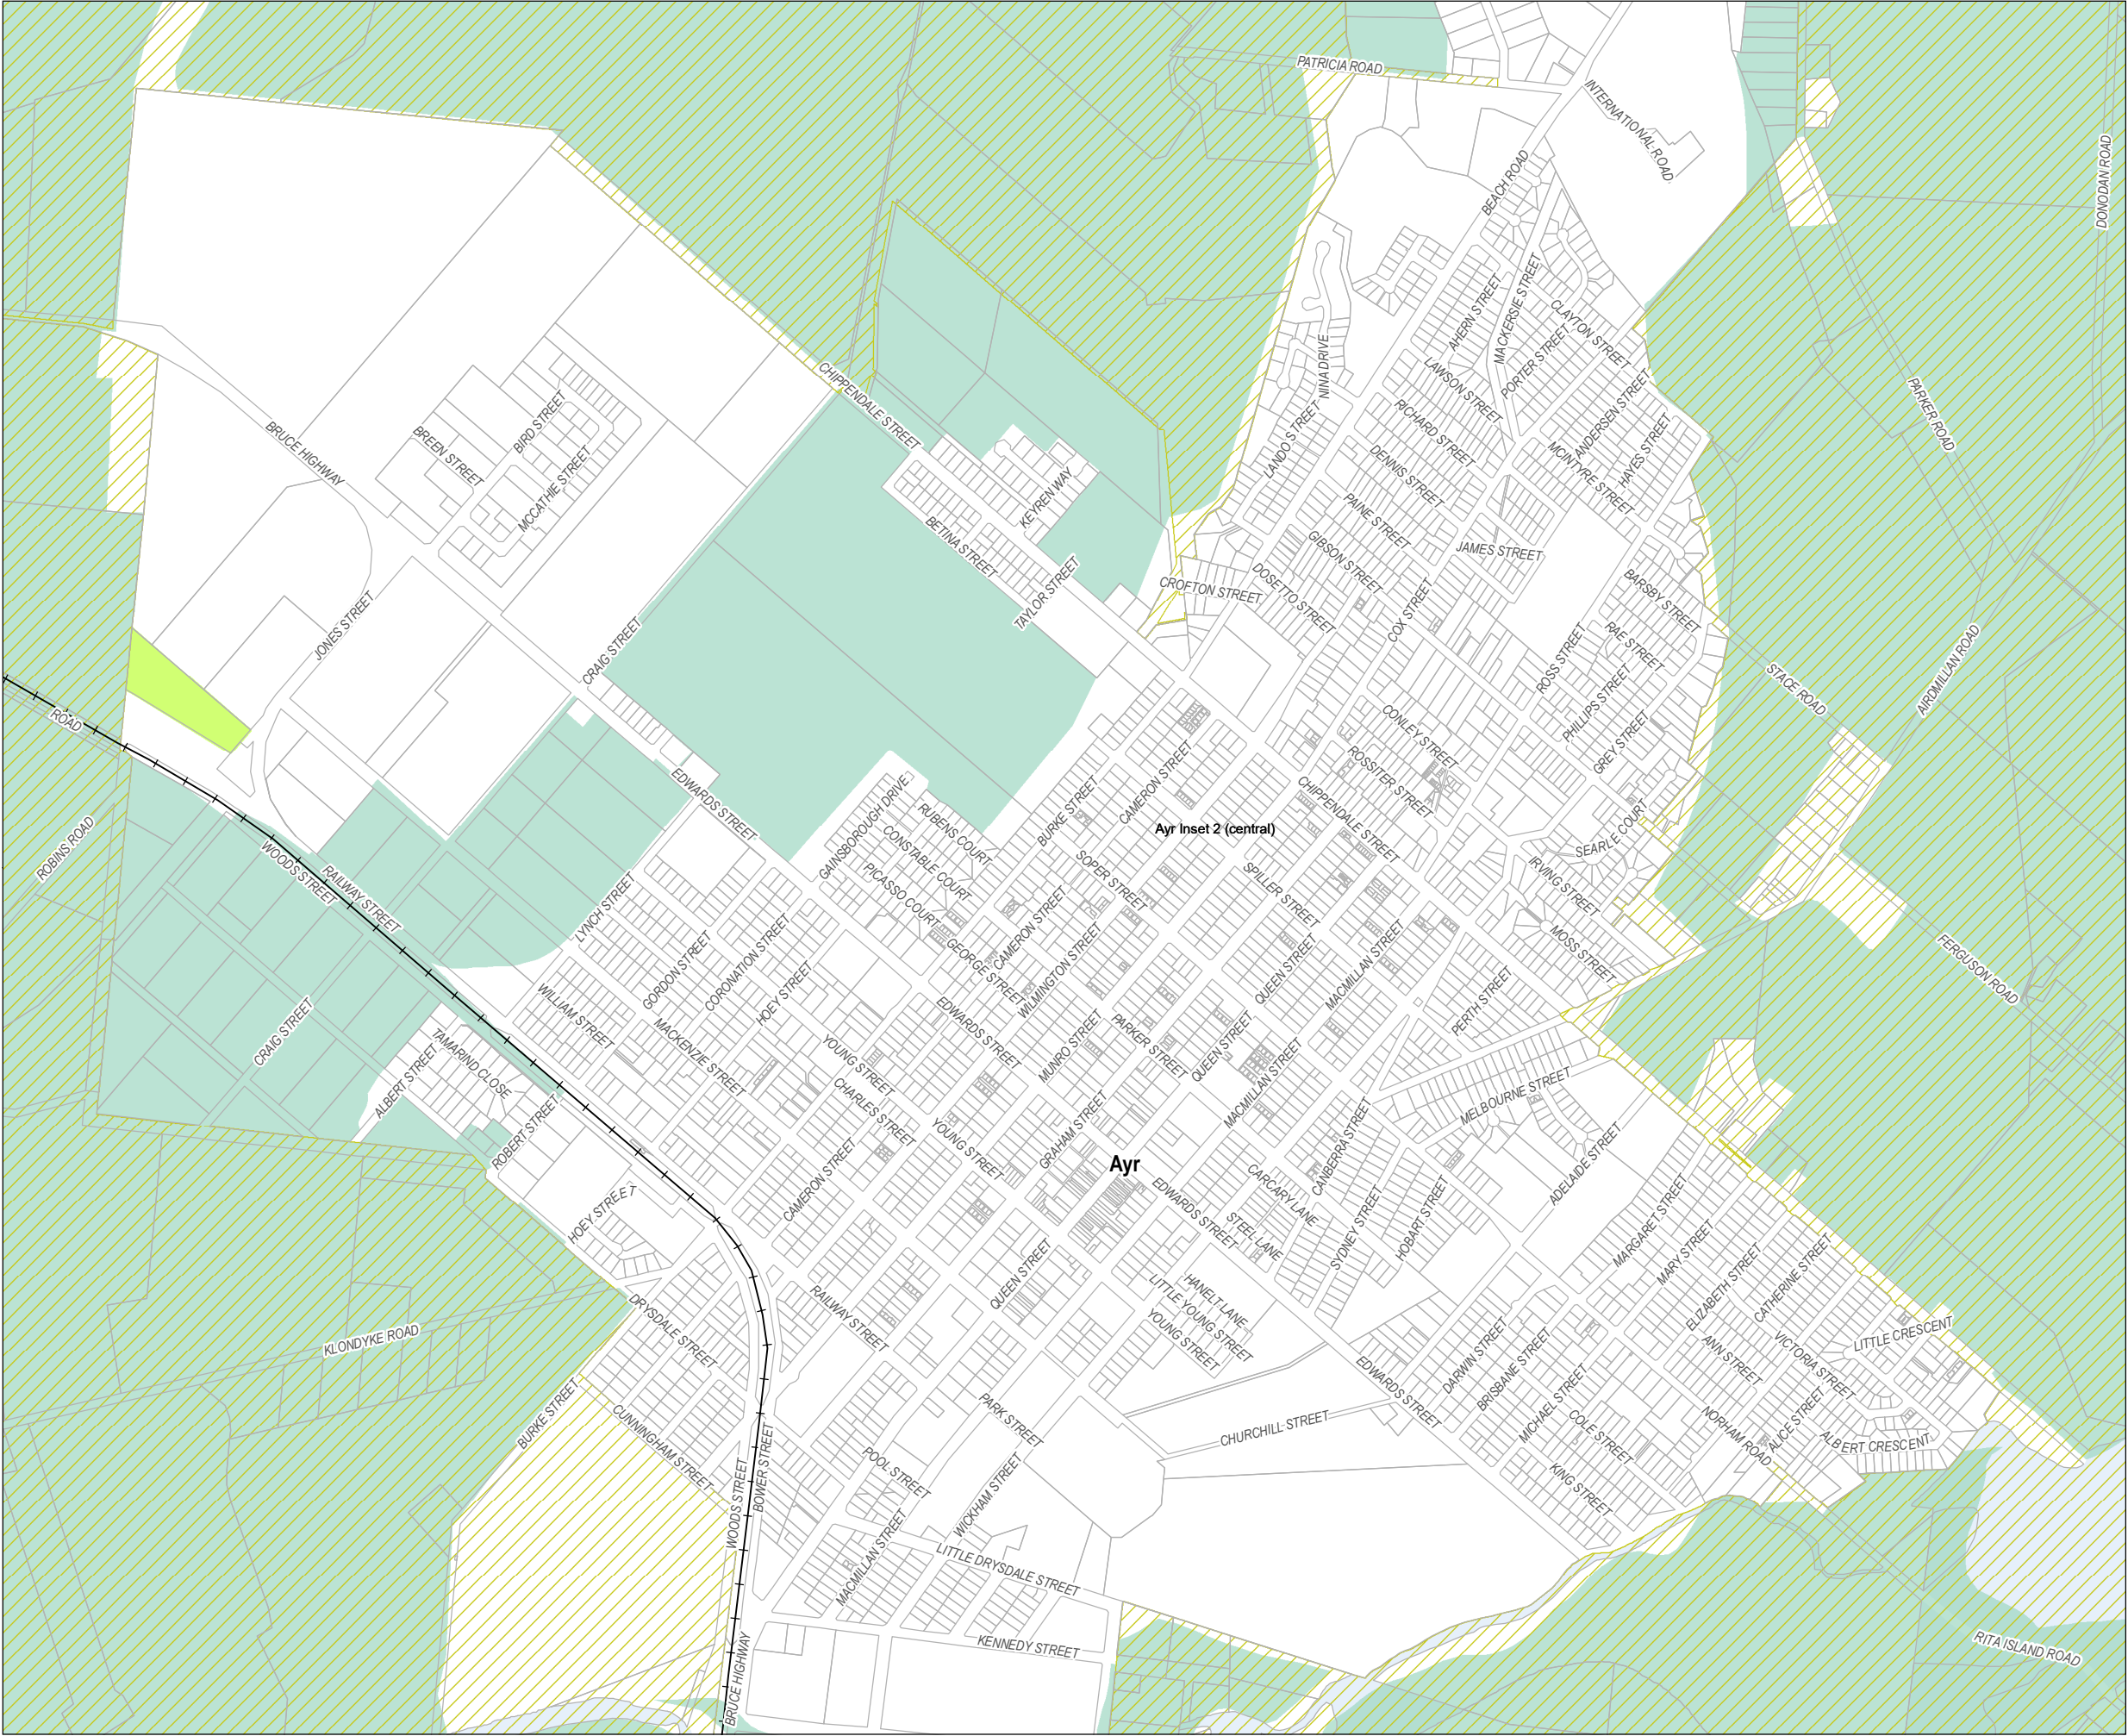 PATRICIA ROAD
INTERNATIONAL ROAD
DONODAN ROAD
BEACH ROAD
AHERN STREET
MACKERSIE STREET
CLAYTON STREET
PORTER STREET
NINA DRIVE
LAWSON STREET
CHIPPENDALE STREET
PARKER ROAD
ANDERSEN STREET
RICHARD STREET
HAYES STREET
MCINTYRE STREET
LANDO STREET
BIRD STREET
BREEN STREET
BRUCE HIGHWAY
MCCATHIE STREET
DENNIS STREET
KEYREN WAY
PAINE STREET
BETINA STREET
GIBSON STREET
JAMES STREET
TAYLOR STREET
CROFTON STREET
DOSETTO STREET
BARSBY STREET
COX STREET
JONES STREET
CRAIG STREET
RAE STREET
ROSS STREET
PHILLIPS STREET
AIRDMILLAN ROAD
STACE ROAD
ROAD
CONLEY STREET
GREY STREET
ROSSITER STREET
CAMERON STREET
EDWARDS STREET
BURKE STREET
CHIPPENDALE STREET
GAINSBOROUGH DRIVE
RUBENS COURT
Ayr Inset 2 (central)
SEARLE COURT
CONSTABLE COURT
ROBINS ROAD
WOODS STREET
RAILWAY STREET
PICASSO COURT
SOPER STREET
SPILLER STREET
IRVING STREET
LYNCH STREET
CAMERON STREET
GEORGE STREET
GORDON STREET
CORONATION STREET
HOEY STREET
WILMINGTON STREET
QUEEN STREET
MACMILLAN STREET
MOSS STREET
FERGUSON ROAD
PERTH STREET
WILLIAM STREET
CRAIG STREET
MACKENZIE STREET
EDWARDS STREET
PARKER STREET
MUNRO STREET
QUEEN STREET
YOUNG STREET
TAMARIND CLOSE
ALBERT STREET
CHARLES STREET
MACMILLAN STREET
MELBOURNE STREET
ROBERT STREET
YOUNG STREET
GRAHAM STREET
CANBERRA STREET
ADELAIDE STREET
Ayr
CAMERON STREET
CARCARY LANE
EDWARDS STREET
STEEL LANE
SYDNEY STREET
HOBART STREET
HOEY STREET
MARGARET STREET
MARY STREET
ELIZABETH STREET
CATHERINE STREET
QUEEN STREET
HANELT LANE
LITTLE YOUNG STREET
YOUNG STREET
RAILWAY STREET
DRYSDALE STREET
KLONDYKE ROAD
LITTLE CRESCENT
VICTORIA STREET
ANN STREET
DARWIN STREET
BRISBANE STREET
EDWARDS STREET
BURKE STREET
CUNNINGHAM STREET
PARK STREET
CHURCHILL STREET
MICHAEL STREET
COLE STREET
NORHAM ROAD
ALICE STREET
ALBERT CRESCENT
POOL STREET
WOODS STREET
BOWER STREET
WICKHAM STREET
KING STREET
MACMILLAN STREET
LITTLE DRYSDALE STREET
KENNEDY STREET
BRUCE HIGHWAY
RITA ISLAND ROAD